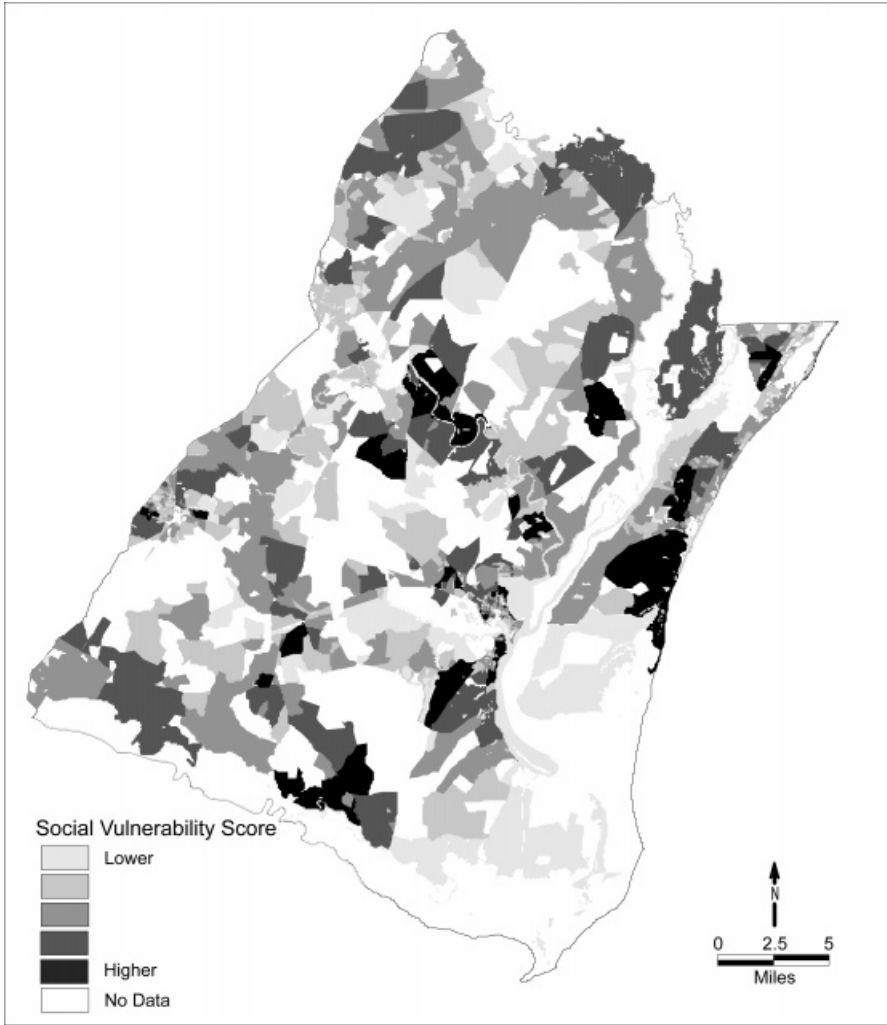 Social Vulnerability Score
Lower
Higher
No Data
N
0 2.5 5
Miles